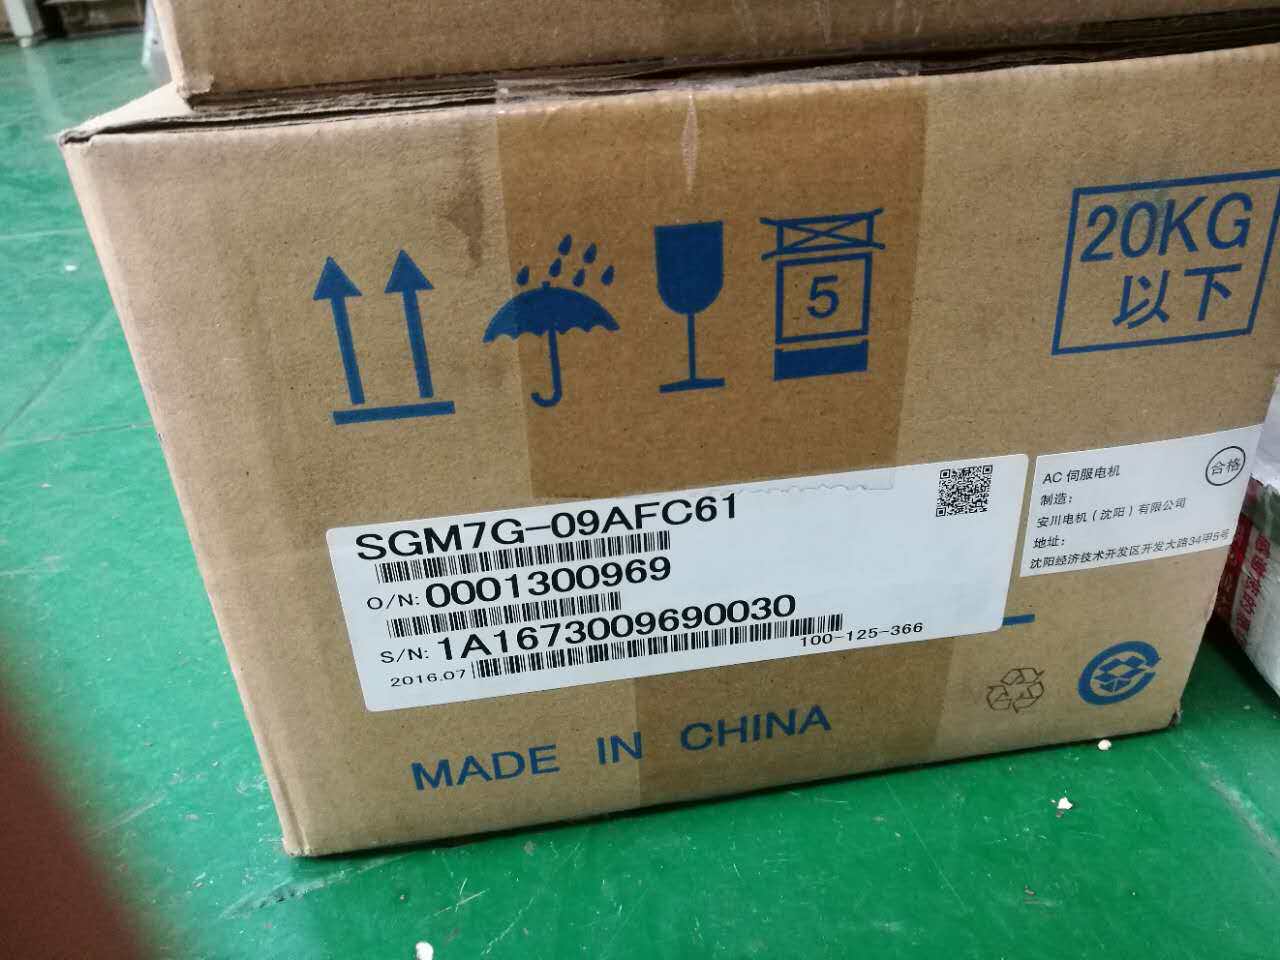 5
20KG
以下
SGM7G-09AFC61
O/N: 0001300969
S/N: 1A1673009690030
2016.07
100-125-366
AC 伺服电机
合格
制造：
安川电机（沈阳）有限公司
地址：
沈阳经济技术开发区开发大路34甲5号
MADE IN CHINA